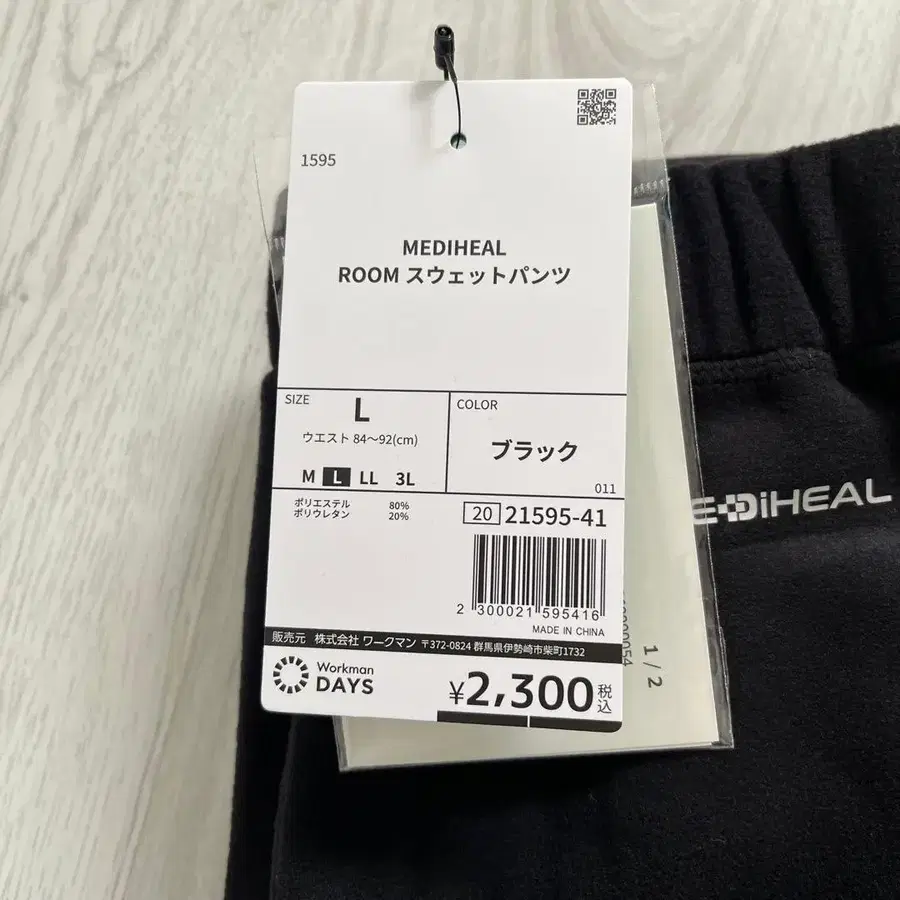 1595
MEDIHEAL
ROOM スウェットパンツ
SIZE
L
ウエスト 84〜92(cm)
M L LL 3L
COLOR
ブラック
011
ポリエステル 80%
ポリウレタン 20%
20 21595-41
2 300021 595416
MADE IN CHINA
販売元 株式会社 ワークマン 〒372-0824 群馬県伊勢崎市柴町1732
Workman
DAYS
¥2,300税込
EDiHEAL
1/2